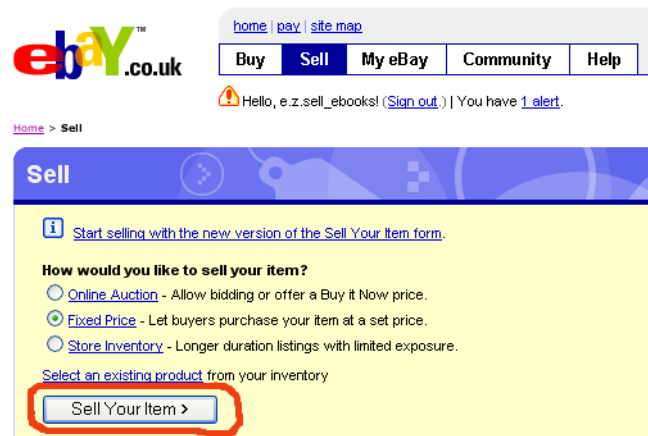 home | pay | site map
ebaY™.co.uk
Buy Sell My eBay Community Help
Hello, e.z.sell_ebooks! (Sign out.) | You have 1 alert.
Home > Sell
Sell
i Start selling with the new version of the Sell Your Item form.
How would you like to sell your item?
Online Auction - Allow bidding or offer a Buy it Now price.
Fixed Price - Let buyers purchase your item at a set price.
Store Inventory - Longer duration listings with limited exposure.
Select an existing product from your inventory
Sell Your Item >